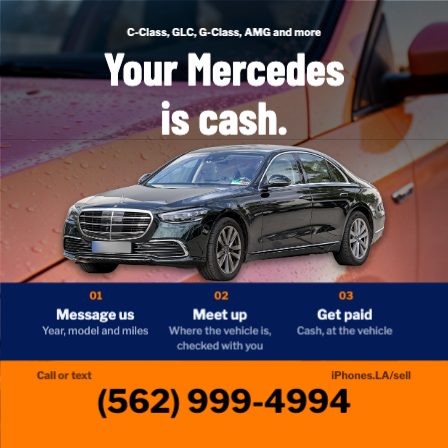 C-Class, GLC, G-Class, AMG and more
Your Mercedes
is cash.
01
Message us
Year, model and miles
02
Meet up
Where the vehicle is,
checked with you
03
Get paid
Cash, at the vehicle
Call or text
iPhones.LA/sell
(562) 999-4994